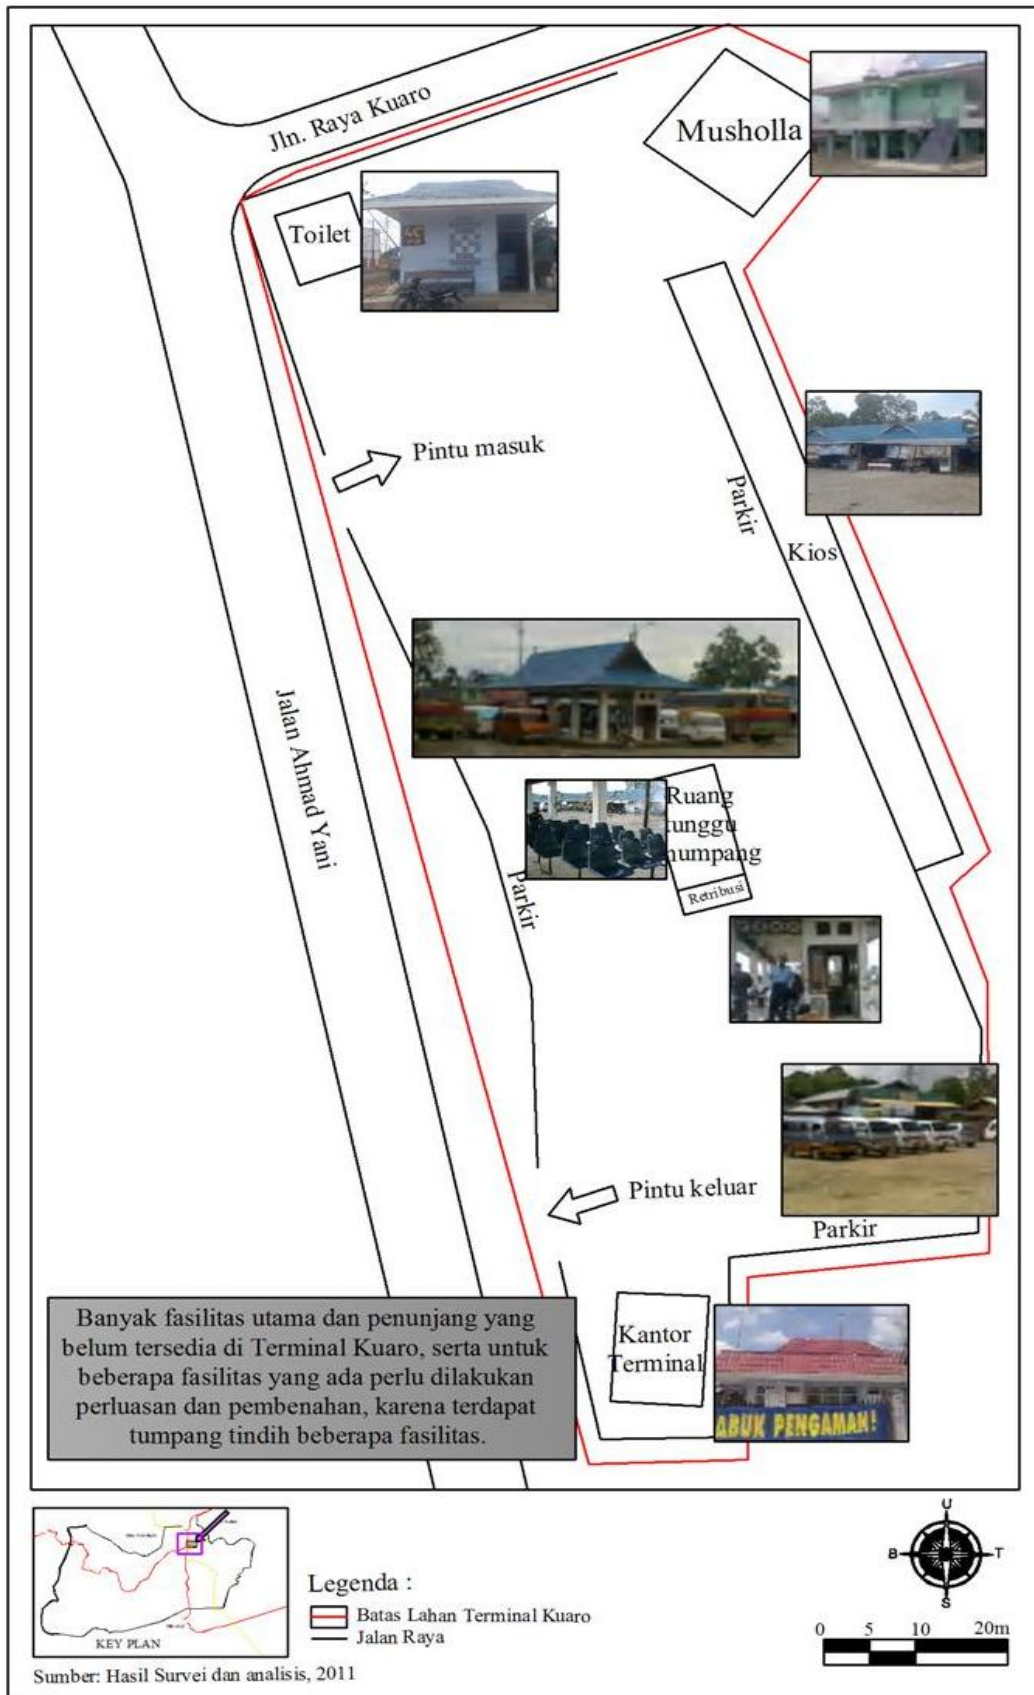 Jln. Raya Kuaro
Musholla
Toilet
Pintu masuk
Parkir
Kios
Jalan Ahmad Yani
Ruang
tunggu
numpang
Retribusi
Parkir
Pintu keluar
Parkir
Banyak fasilitas utama dan penunjang yang
belum tersedia di Terminal Kuaro, serta untuk
beberapa fasilitas yang ada perlu dilakukan
perluasan dan pembenahan, karena terdapat
tumpang tindih beberapa fasilitas.
Kantor
Terminal
ABUK PENGAMAN!
KEY PLAN
Legenda :
Batas Lahan Terminal Kuaro
Jalan Raya
U
B T
S
0 5 10 20m
Sumber: Hasil Survei dan analisis, 2011